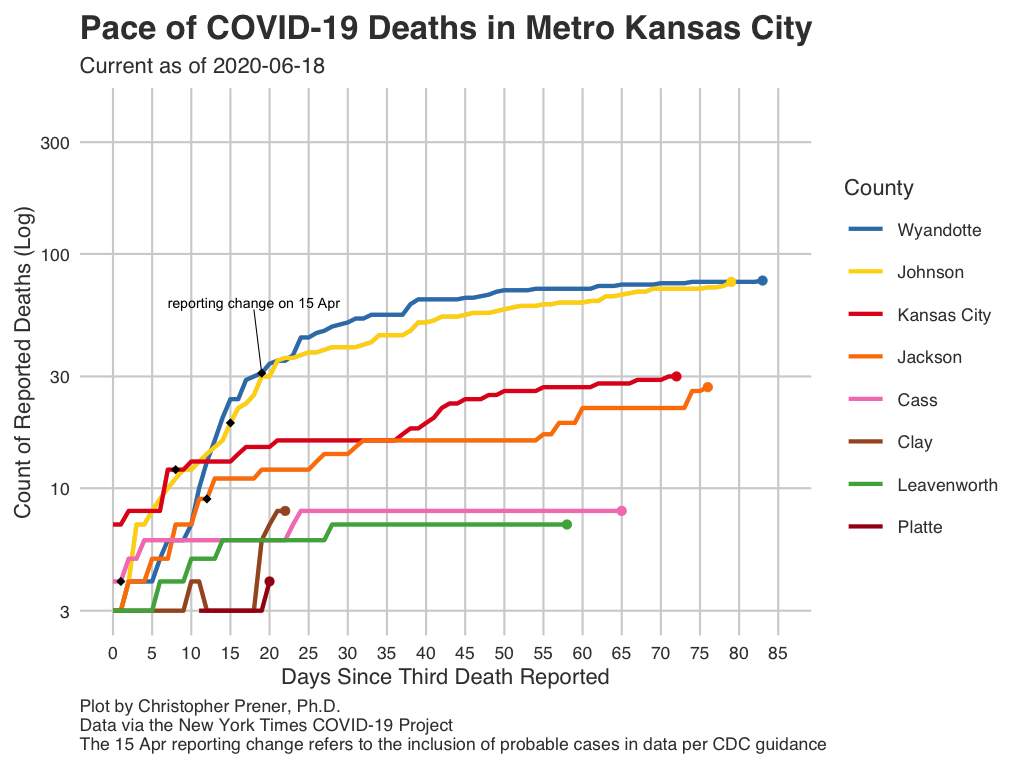 Pace of COVID-19 Deaths in Metro Kansas City
Current as of 2020-06-18
Count of Reported Deaths (Log)
300
100
30
10
3
reporting change on 15 Apr
0 5 10 15 20 25 30 35 40 45 50 55 60 65 70 75 80 85
Days Since Third Death Reported
County
Wyandotte
Johnson
Kansas City
Jackson
Cass
Clay
Leavenworth
Platte
Plot by Christopher Prener, Ph.D.
Data via the New York Times COVID-19 Project
The 15 Apr reporting change refers to the inclusion of probable cases in data per CDC guidance